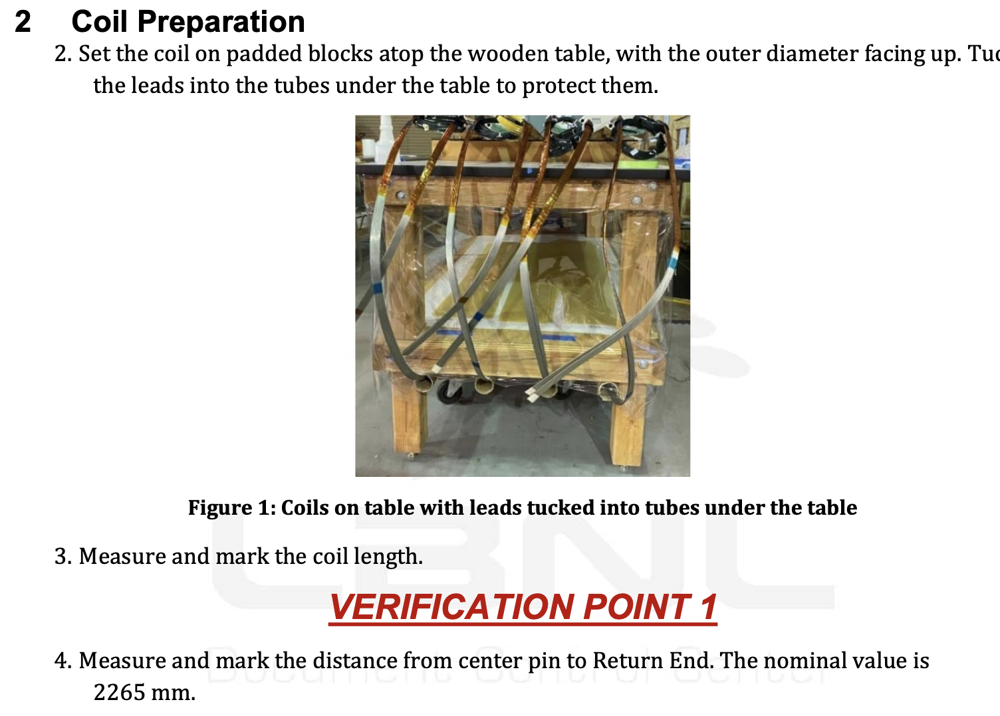 2 Coil Preparation
2. Set the coil on padded blocks atop the wooden table, with the outer diameter facing up.
the leads into the tubes under the table to protect them.
Figure 1: Coils on table with leads tucked into tubes under the table
3. Measure and mark the coil length.
LBNL
VERIFICATION POINT 1
4. Measure and mark the distance from center pin to Return End. The nominal value is
Document Control Center
2265 mm.